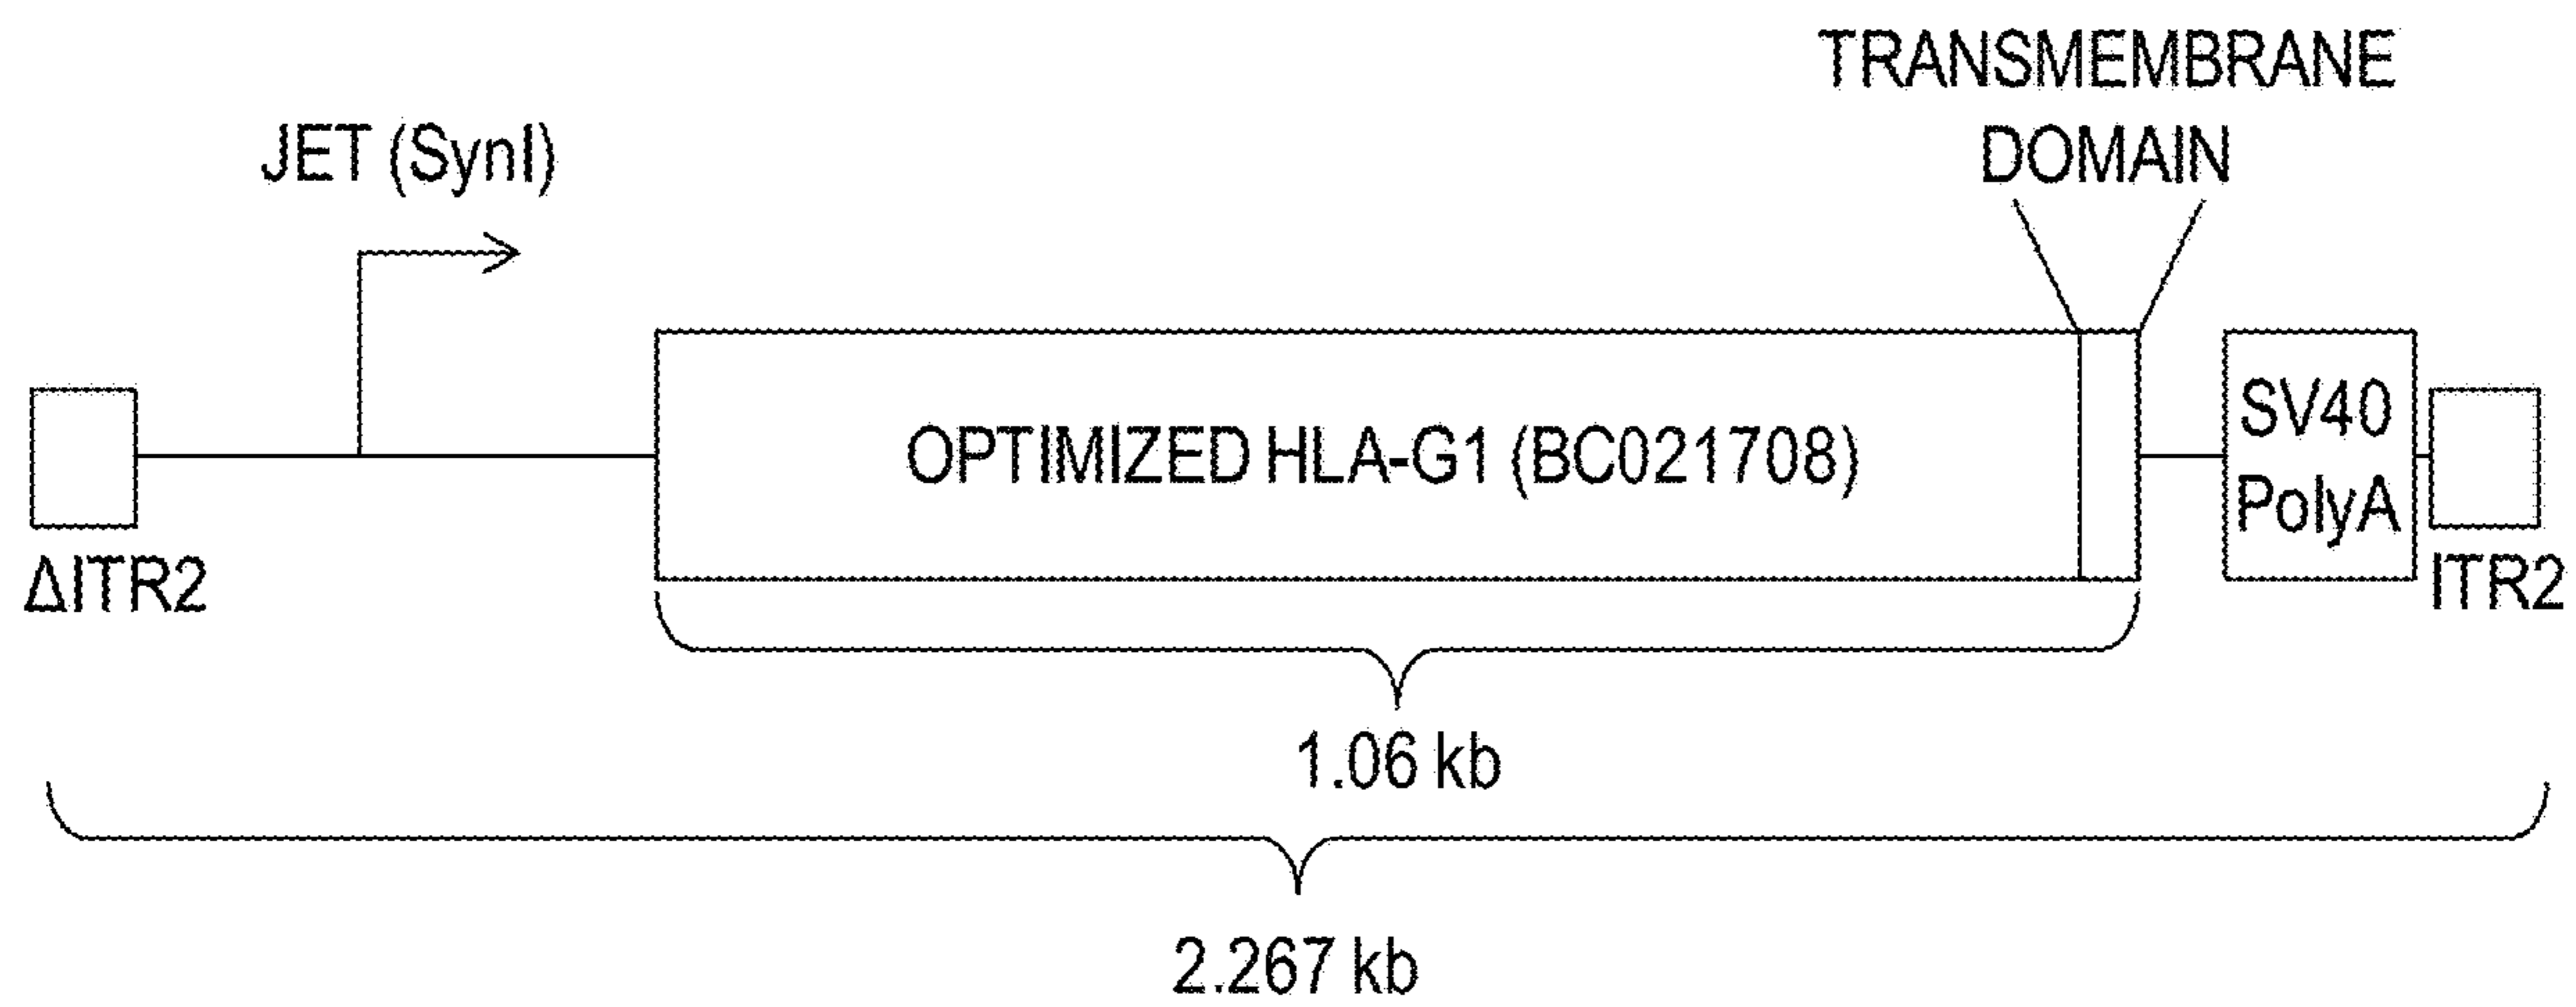 TRANSMEMBRANE
DOMAIN
JET (SynI)
OPTIMIZED HLA-G1 (BC021708)
SV40
PolyA
ΔITR2
ITR2
1.06 kb
2.267 kb